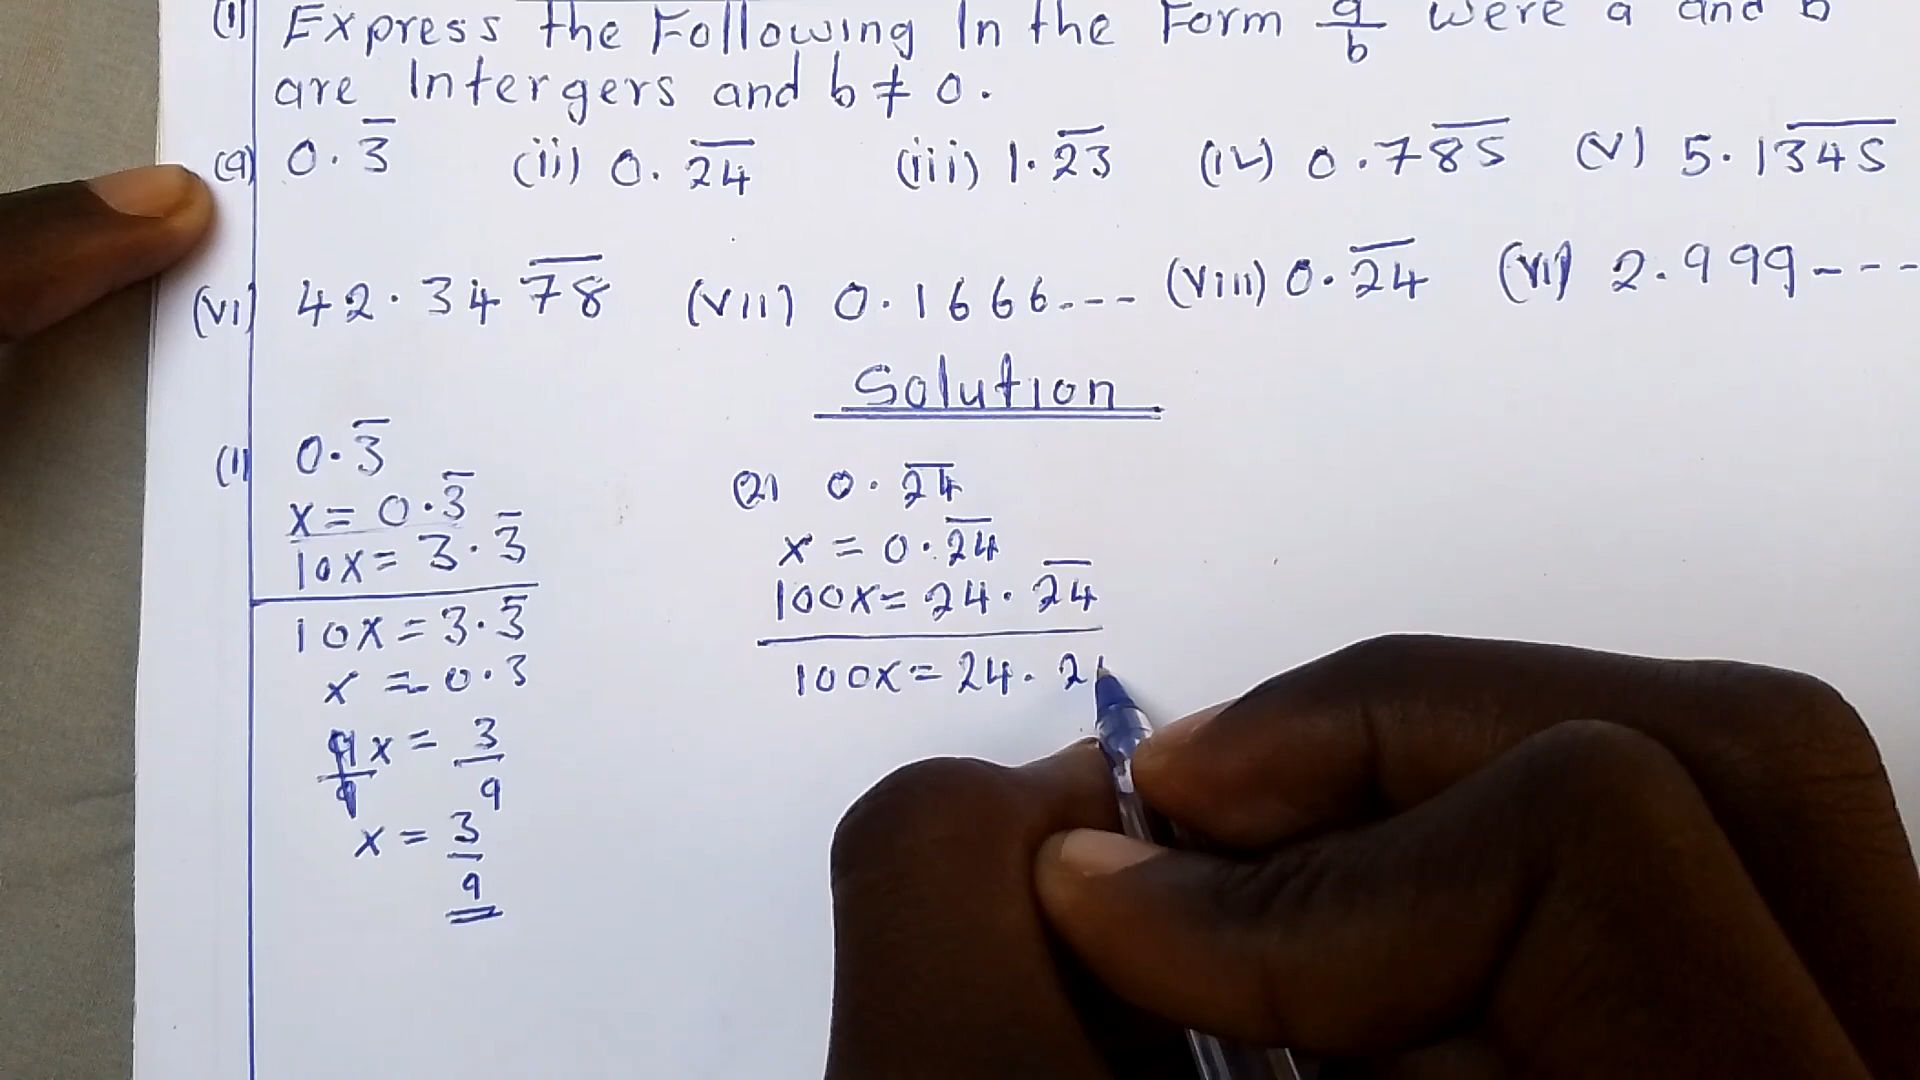 (1) Express the Following In the Form a/b were a and b
are Intergers and b ≠ 0.
(a) 0.3̅ (ii) 0.2̅4̅ (iii) 1.2̅3̅ (iv) 0.78̅5̅ (v) 5.13̅4̅5̅
(vi) 42.347̅8̅ (vii) 0.1666--- (viii) 0.2̅4̅ (vi) 2.999----
Solution
(1) 0.3̅
x = 0.3̅
10x = 3.3̅
10x = 3.3̅
x = 0.3
9x/9 = 3/9
x = 3/9
(2) 0.2̅4̅
x = 0.2̅4̅
100x = 24.2̅4̅
100x = 24.2